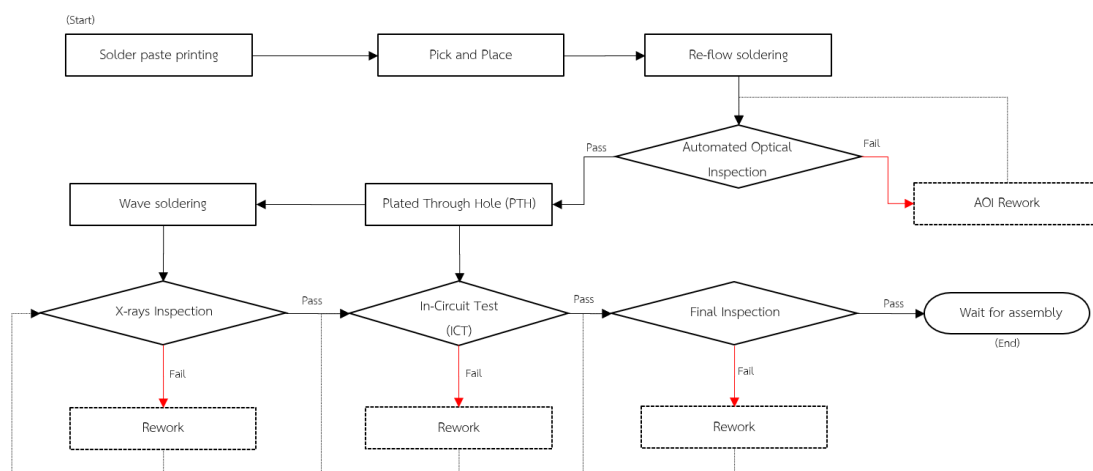 (Start)
Solder paste printing
Pick and Place
Re-flow soldering
Automated Optical
Inspection
Pass
Fail
Wave soldering
Plated Through Hole (PTH)
AOI Rework
X-rays Inspection
Pass
In-Circuit Test
(ICT)
Pass
Final Inspection
Pass
Wait for assembly
(End)
Fail
Fail
Fail
Rework
Rework
Rework